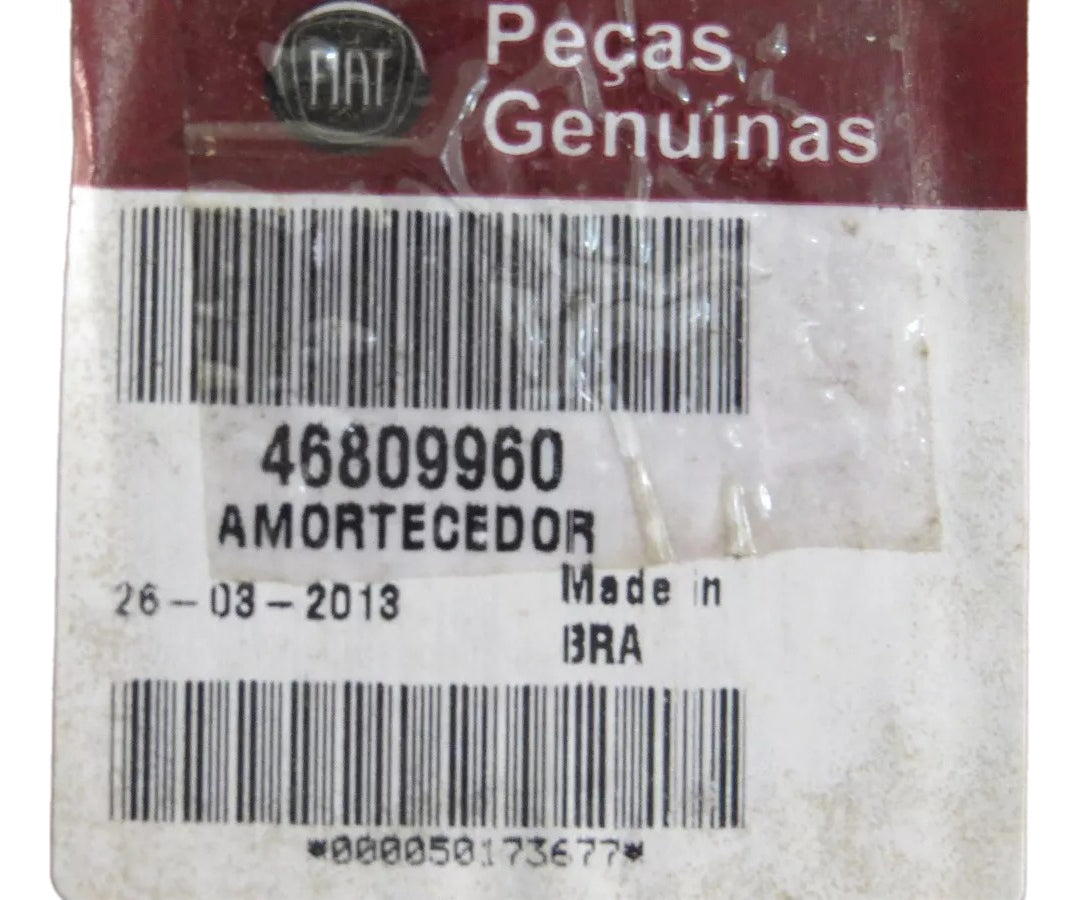 FIAT
Peças
Genuínas
46809960
AMORTECEDOR
26-03-2013
Made in
BRA
*000050173677*